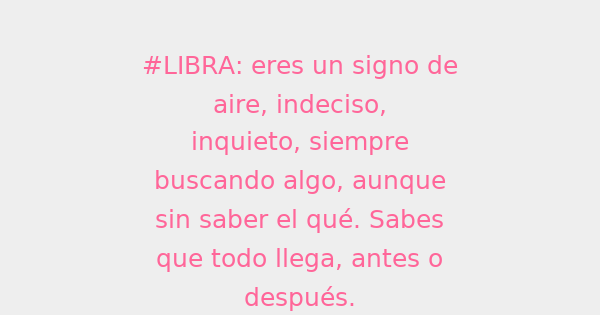 #LIBRA: eres un signo de
aire, indeciso,
inquieto, siempre
buscando algo, aunque
sin saber el qué. Sabes
que todo llega, antes o
después.